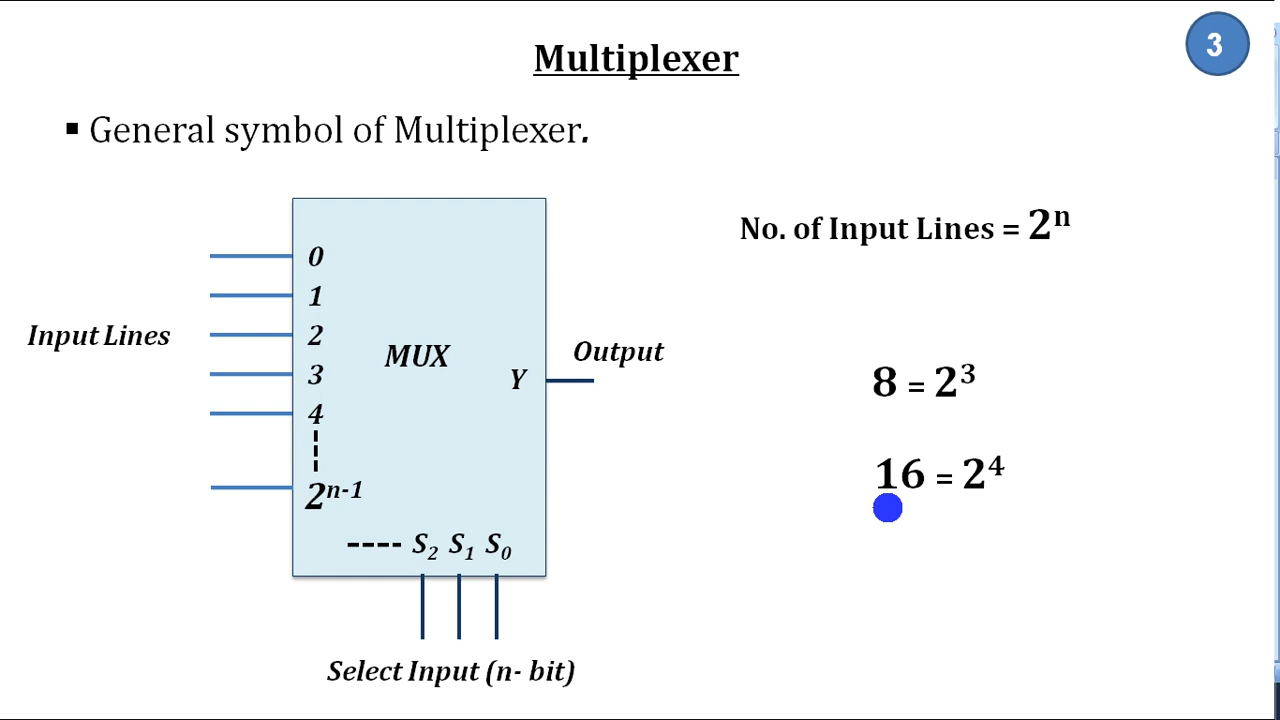 3
Multiplexer
▪ General symbol of Multiplexer.
Input Lines
0
1
2
3
4
2ⁿ⁻¹
MUX
Y
Output
---- S₂ S₁ S₀
Select Input (n- bit)
No. of Input Lines = 2ⁿ
8 = 2³
16 = 2⁴